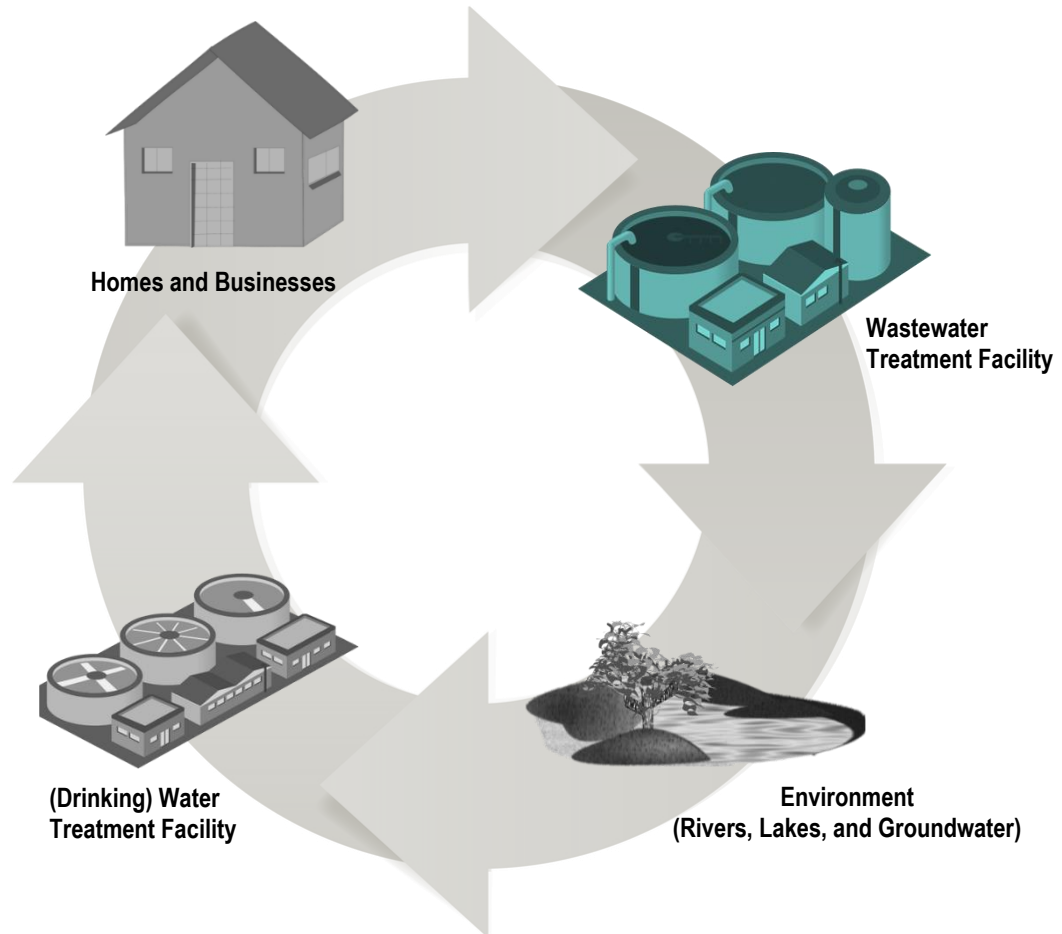 Homes and Businesses
Wastewater
Treatment Facility
(Drinking) Water
Treatment Facility
Environment
(Rivers, Lakes, and Groundwater)